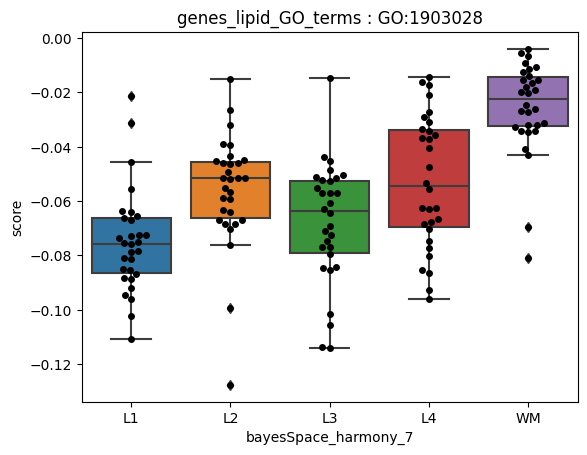 genes_lipid_GO_terms : GO:1903028
0.00
−0.02
−0.04
−0.06
−0.08
−0.10
−0.12
score
L1 L2 L3 L4 WM
bayesSpace_harmony_7